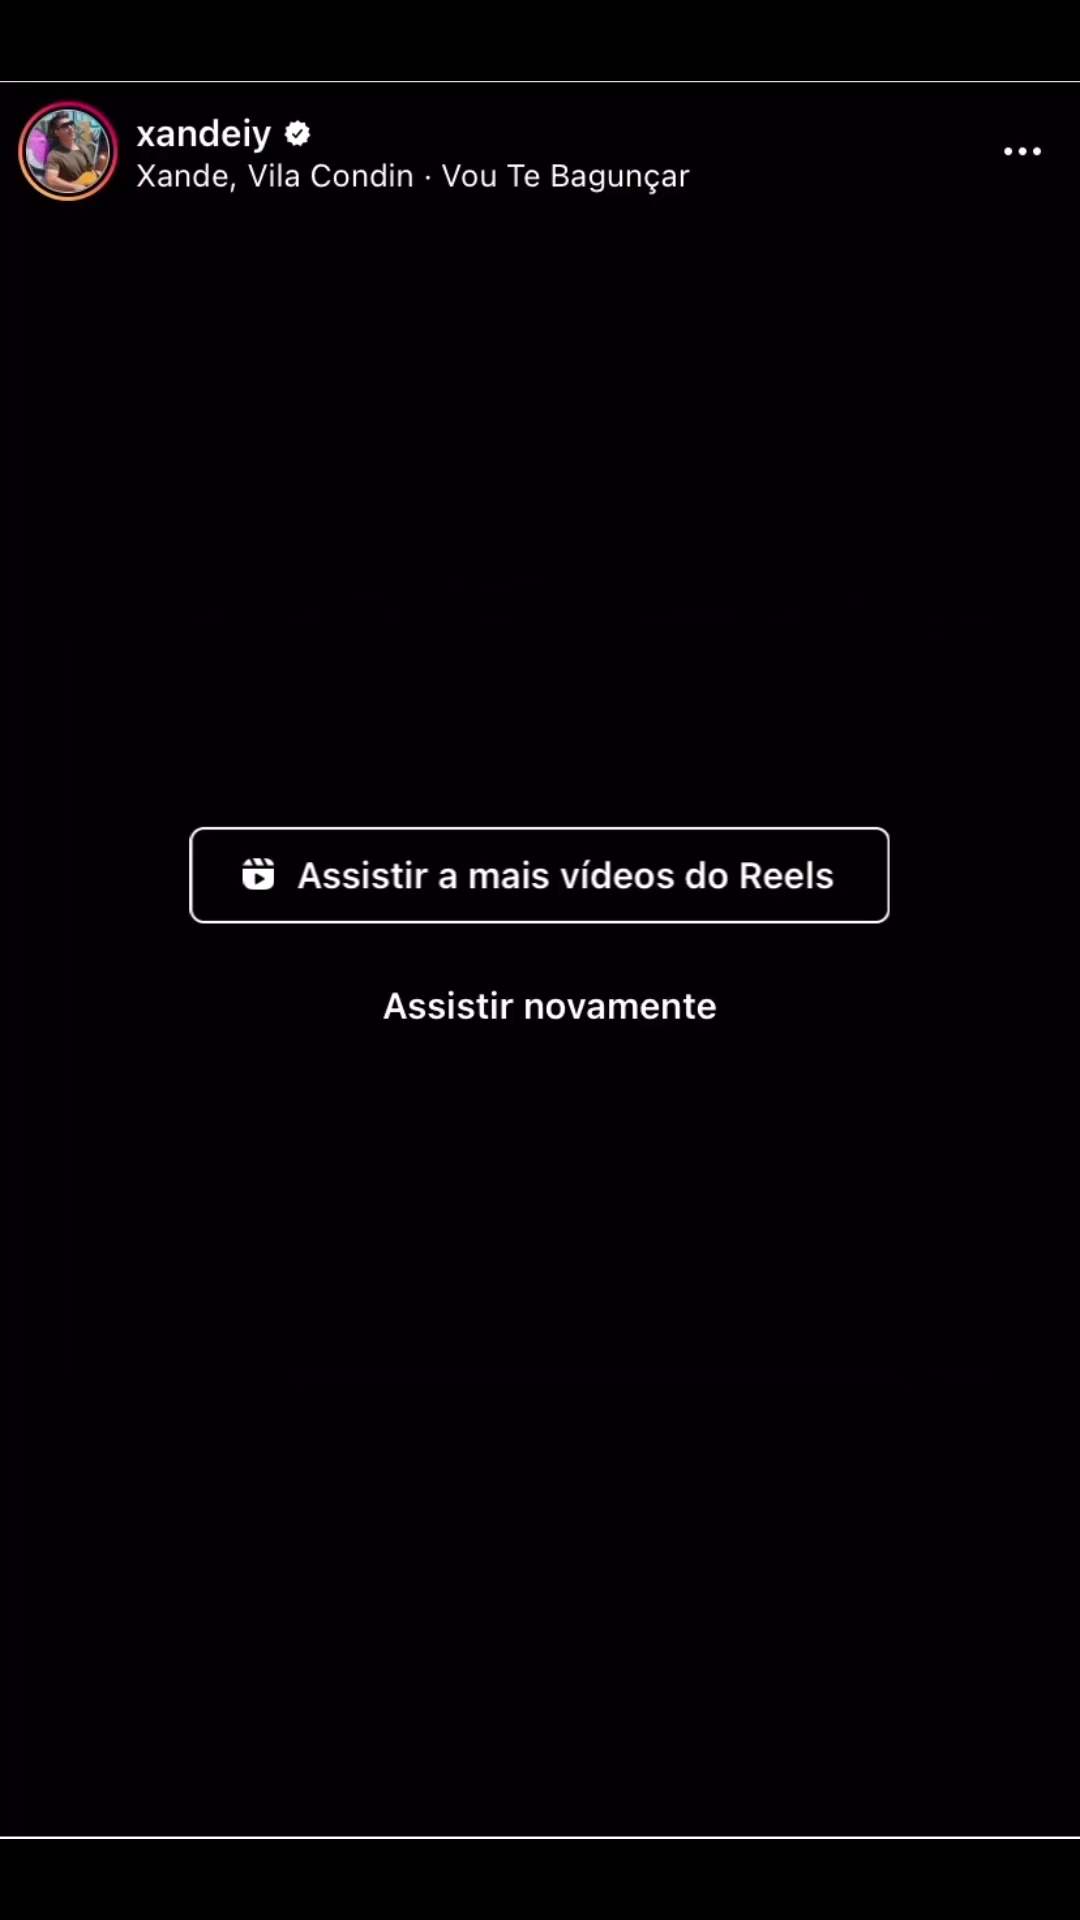 xandeiy
Xande, Vila Condin · Vou Te Bagunçar
Assistir a mais vídeos do Reels
Assistir novamente